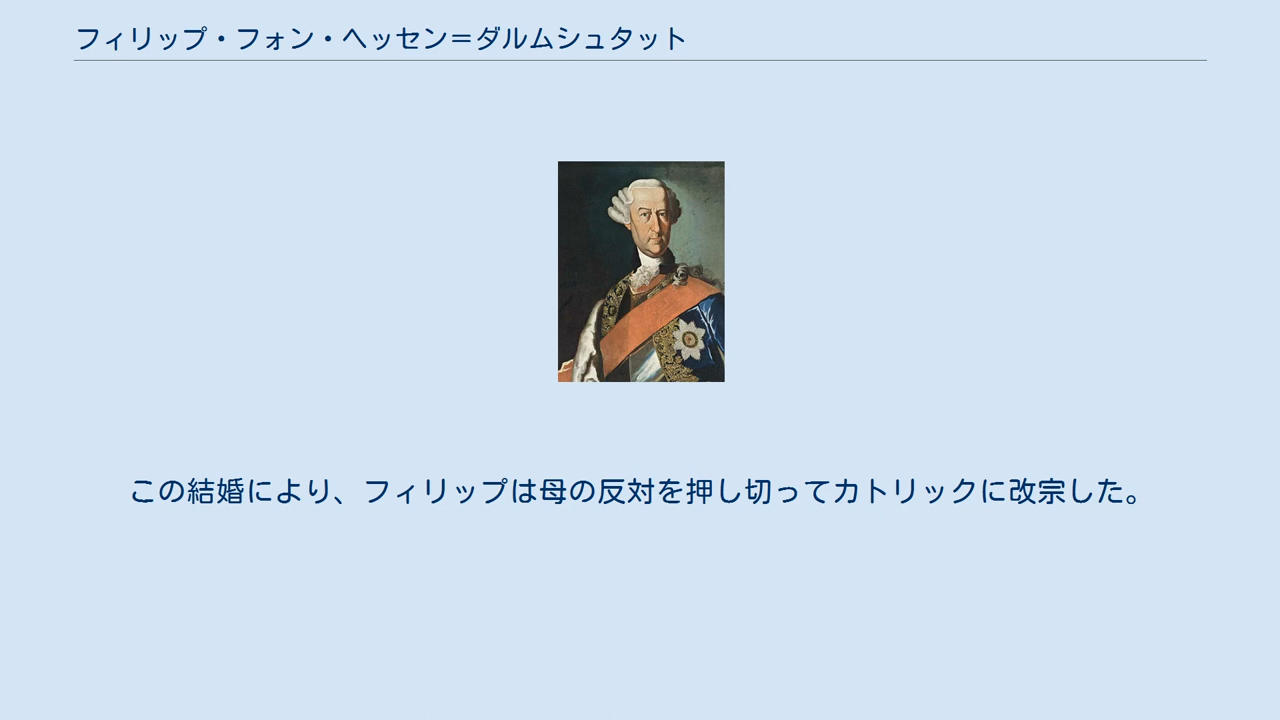 フィリップ・フォン・ヘッセン＝ダルムシュタット
この結婚により、フィリップは母の反対を押し切ってカトリックに改宗した。